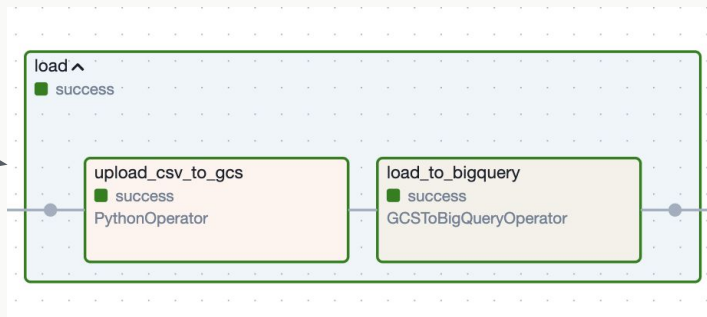 load
success
upload_csv_to_gcs
success
PythonOperator
load_to_bigquery
success
GCSToBigQueryOperator